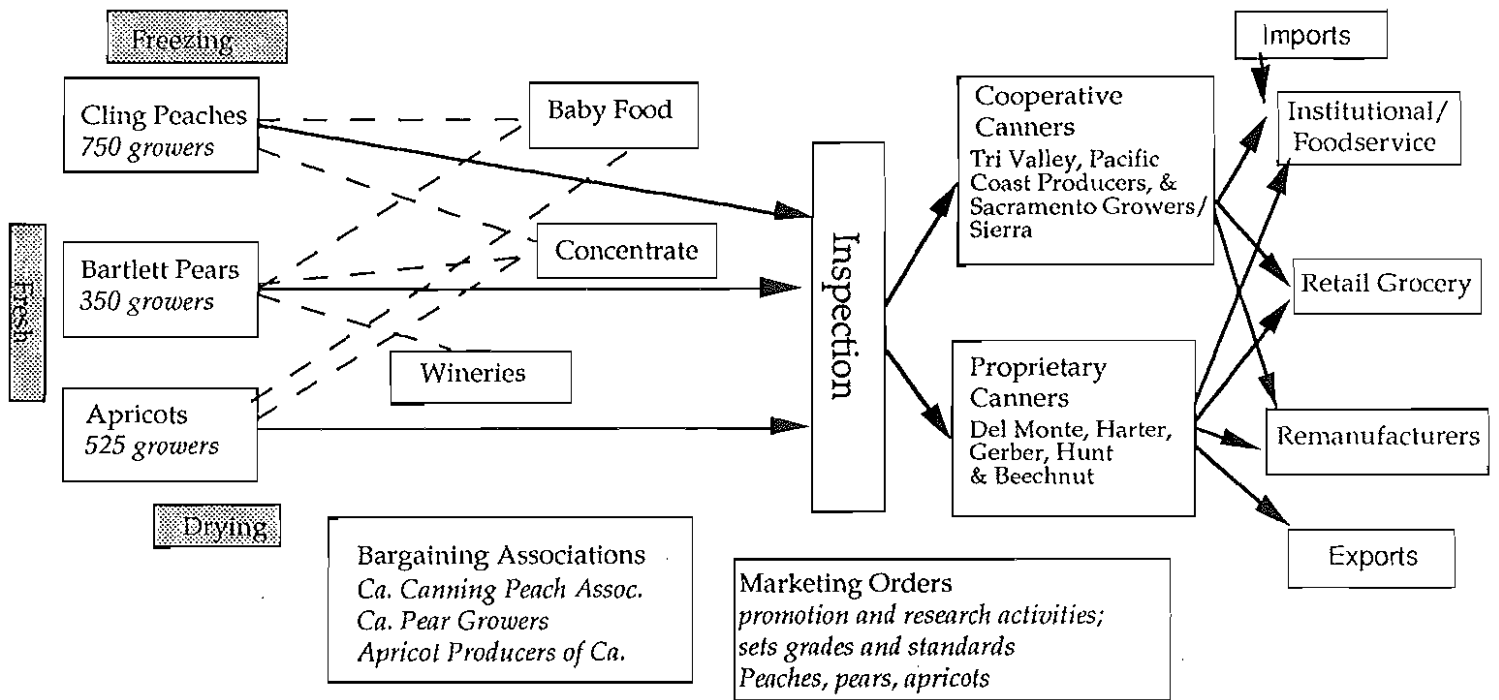 Freezing
Cling Peaches
750 growers
Fresh
Bartlett Pears
350 growers
Apricots
525 growers
Drying
Baby Food
Concentrate
Wineries
Inspection
Cooperative
Canners
Tri Valley, Pacific
Coast Producers, &
Sacramento Growers/
Sierra
Proprietary
Canners
Del Monte, Harter,
Gerber, Hunt
& Beechnut
Imports
Institutional/
Foodservice
Retail Grocery
Remanufacturers
Exports
Bargaining Associations
Ca. Canning Peach Assoc.
Ca. Pear Growers
Apricot Producers of Ca.
Marketing Orders
promotion and research activities;
sets grades and standards
Peaches, pears, apricots